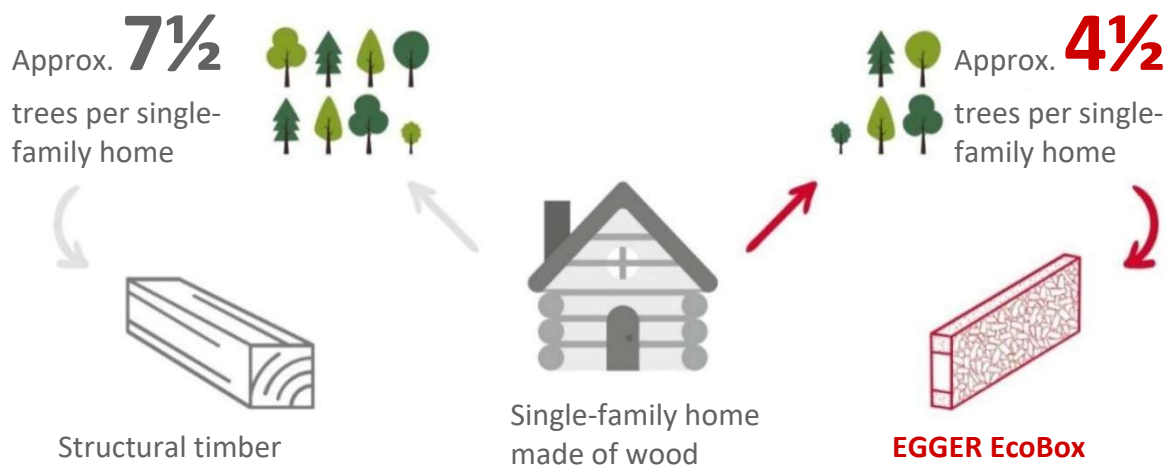 Approx. 7½
trees per single-
family home
Approx. 4½
trees per single-
family home
Structural timber
Single-family home
made of wood
EGGER EcoBox